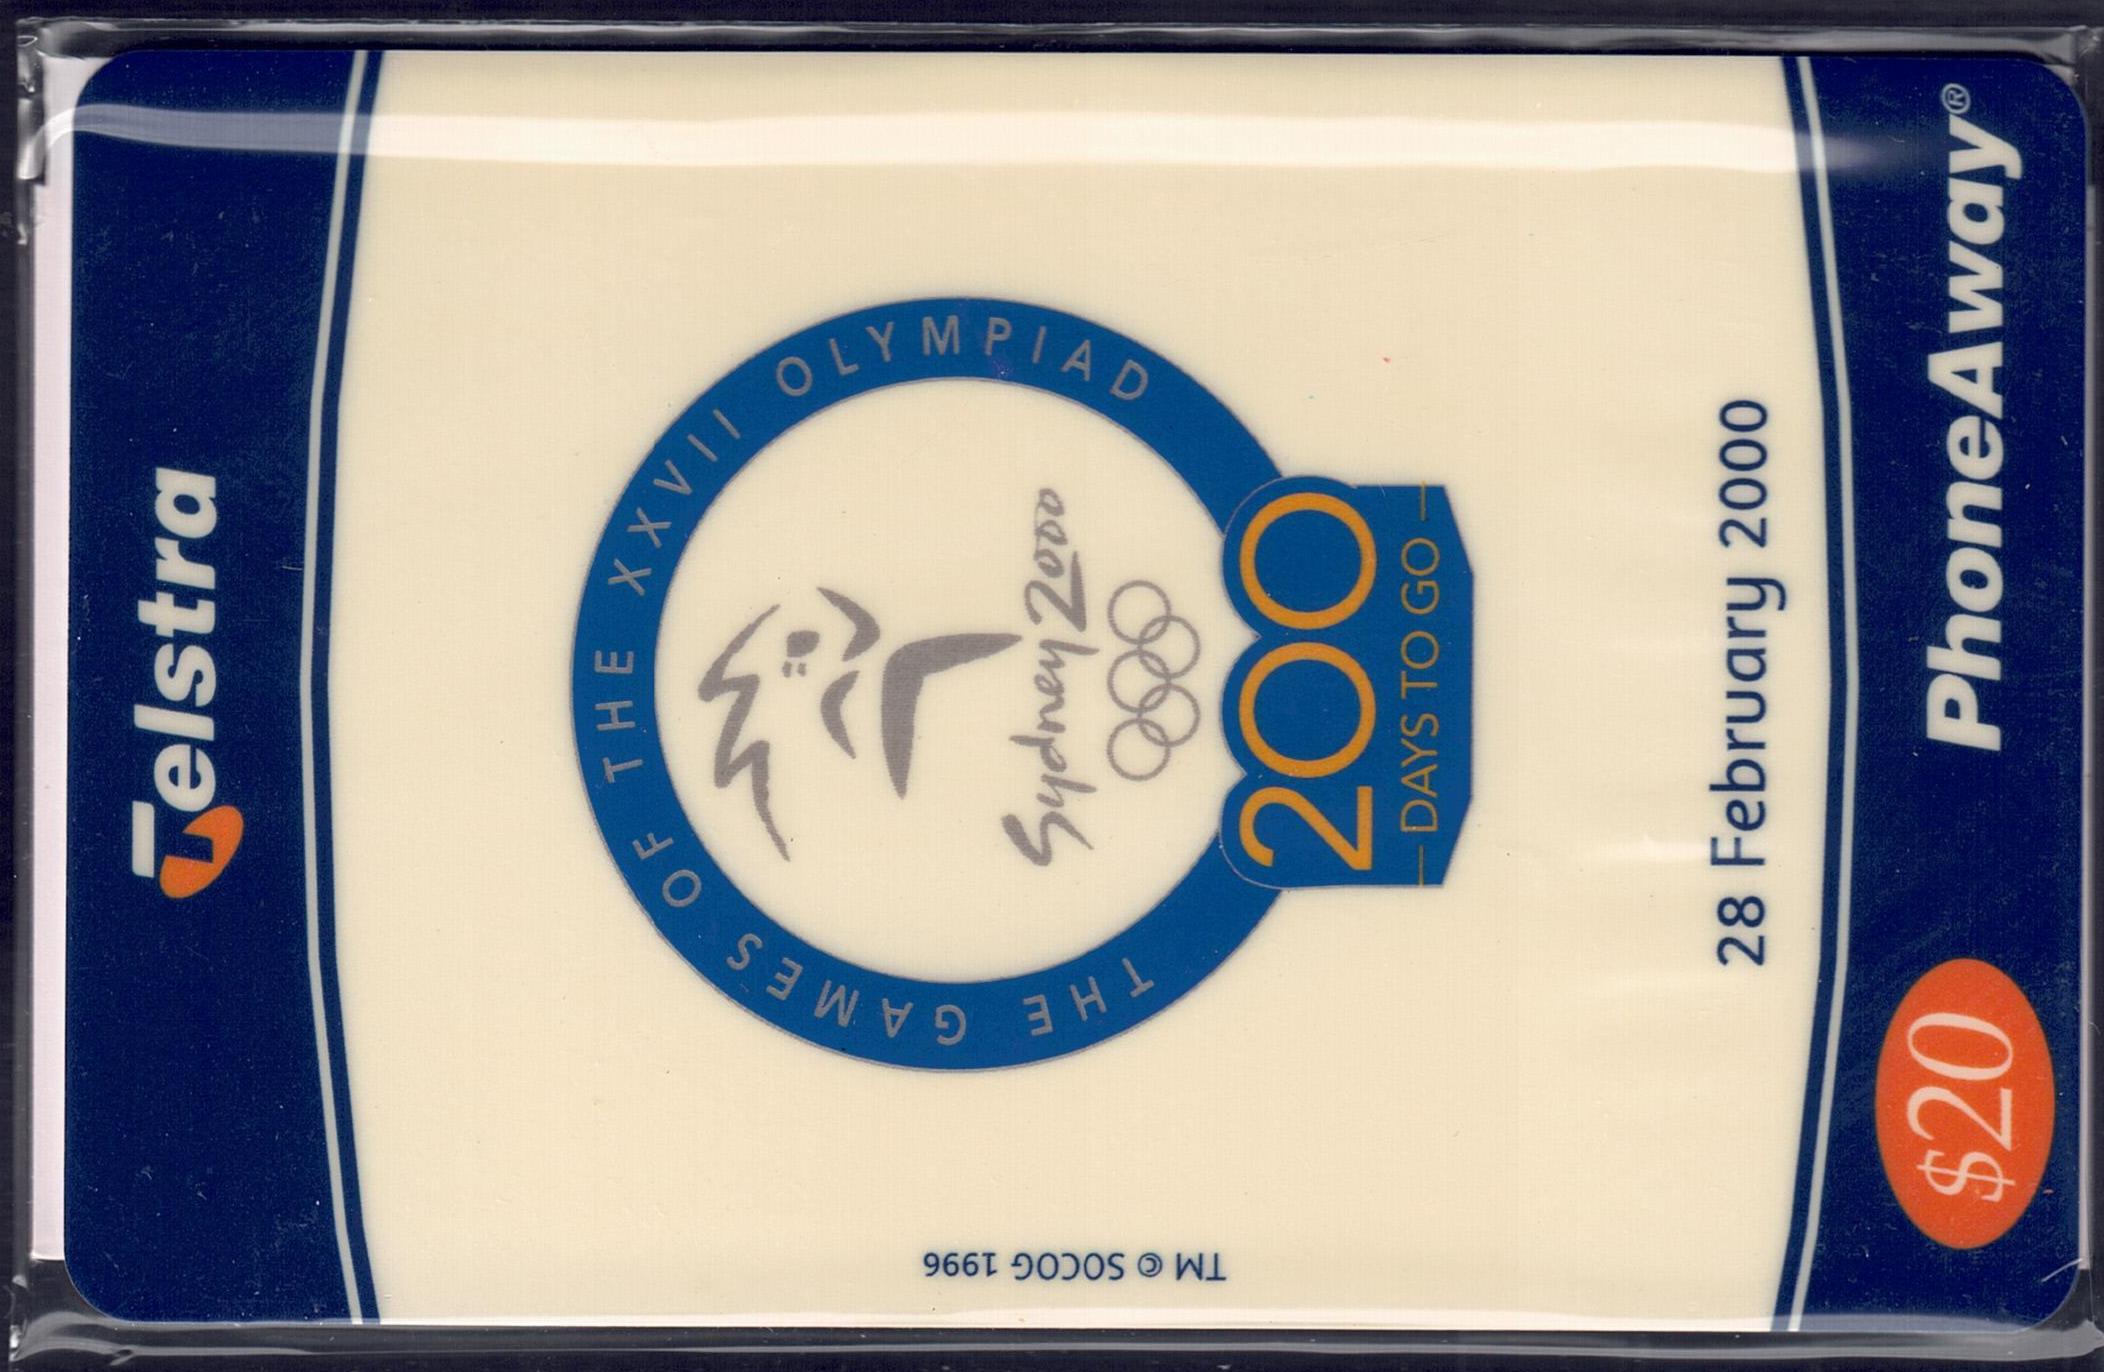 Telstra
THE GAMES OF THE XXVII OLYMPIAD
Sydney 2000
200
DAYS TO GO
28 February 2000
TM © SOCOG 1996
$20 PhoneAway®